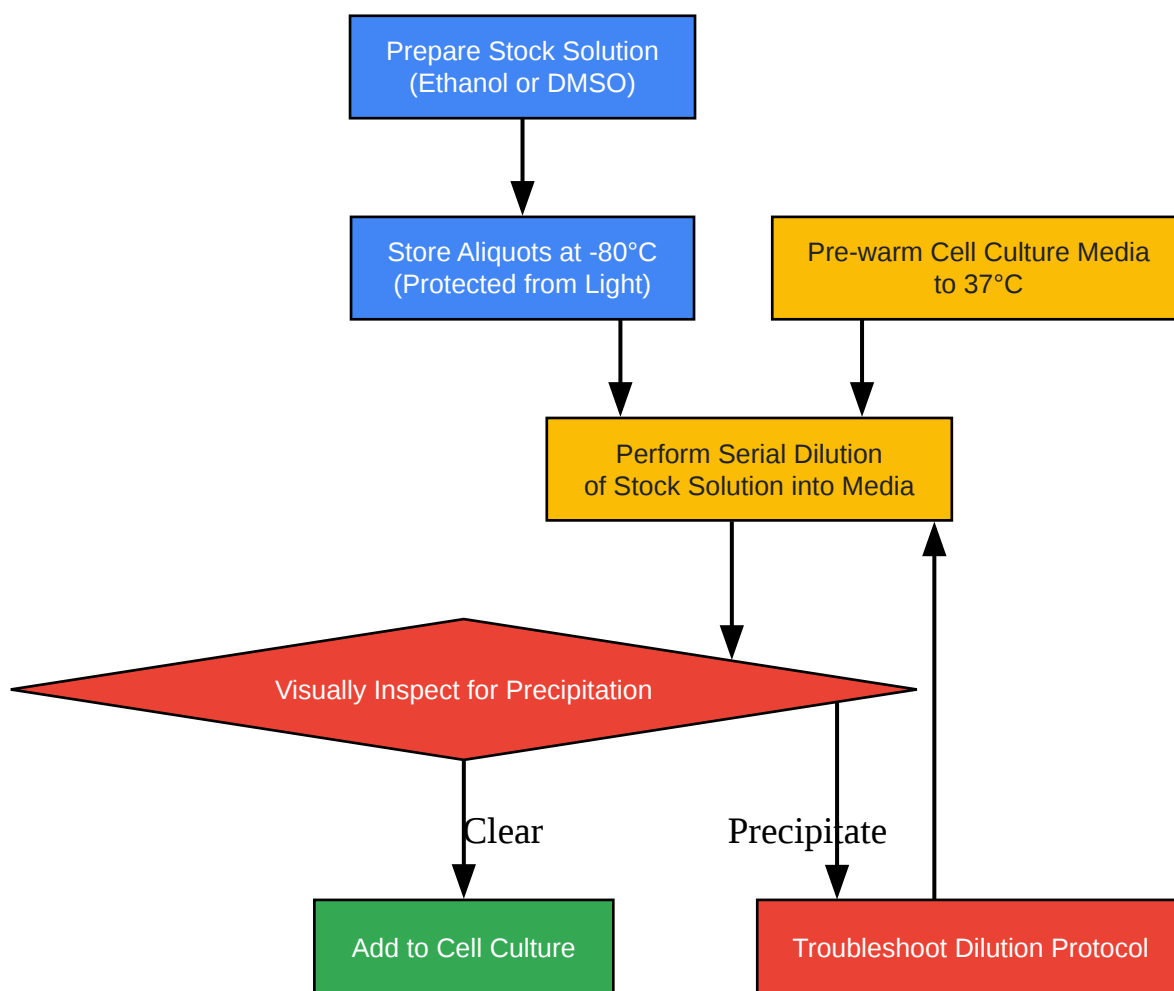 Prepare Stock Solution
(Ethanol or DMSO)
Store Aliquots at -80°C
(Protected from Light)
Pre-warm Cell Culture Media
to 37°C
Perform Serial Dilution
of Stock Solution into Media
Visually Inspect for Precipitation
Clear
Precipitate
Add to Cell Culture
Troubleshoot Dilution Protocol